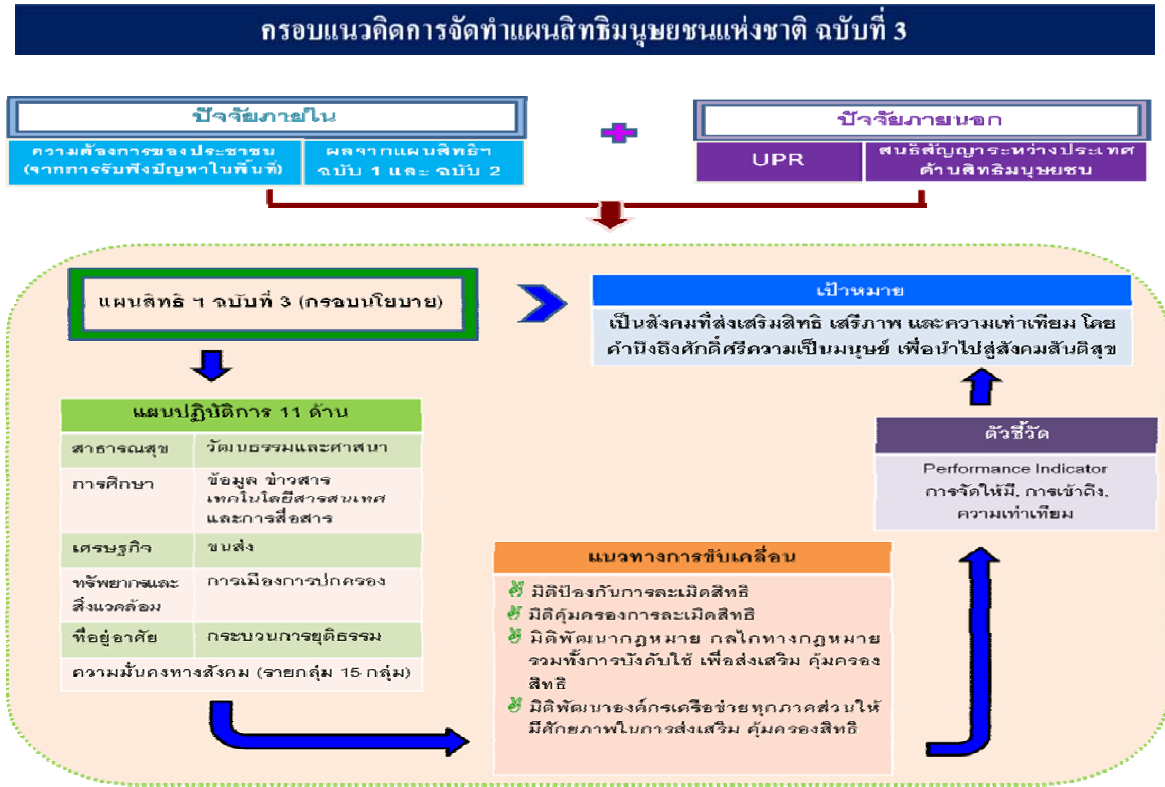 กรอบแนวคิดการจัดทำแผนสิทธิมนุษยชนแห่งชาติ ฉบับที่ 3
ปัจจัยภายใน
ความต้องการของประชาชน
(จากการรับฟังปัญหาในพื้นที่)
ผลจากแผนสิทธิฯ
ฉบับ 1 และ ฉบับ 2
ปัจจัยภายนอก
UPR
สนธิสัญญาระหว่างประเทศ
ด้านสิทธิมนุษยชน
แผนสิทธิ ฯ ฉบับที่ 3 (กรอบนโยบาย)
เป้าหมาย
เป็นสังคมที่ส่งเสริมสิทธิ เสรีภาพ และความเท่าเทียม โดย
คำนึงถึงศักดิ์ศรีความเป็นมนุษย์ เพื่อนำไปสู่สังคมสันติสุข
แผนปฏิบัติการ 11 ด้าน
สาธารณสุข
วัฒนธรรมและศาสนา
การศึกษา
ข้อมูล ข่าวสาร
เทคโนโลยีสารสนเทศ
และการสื่อสาร
เศรษฐกิจ
ขนส่ง
ทรัพยากรและ
สิ่งแวดล้อม
การเมืองการปกครอง
ที่อยู่อาศัย
กระบวนการยุติธรรม
ความมั่นคงทางสังคม (รายกลุ่ม 15 กลุ่ม)
ตัวชี้วัด
Performance Indicator
การจัดให้มี, การเข้าถึง,
ความเท่าเทียม
แนวทางการขับเคลื่อน
มิติป้องกันการละเมิดสิทธิ
มิติคุ้มครองการละเมิดสิทธิ
มิติพัฒนากฎหมาย กลไกทางกฎหมาย
รวมทั้งการบังคับใช้ เพื่อส่งเสริม คุ้มครอง
สิทธิ
มิติพัฒนาองค์กรเครือข่ายทุกภาคส่วนให้
มีศักยภาพในการส่งเสริม คุ้มครองสิทธิ